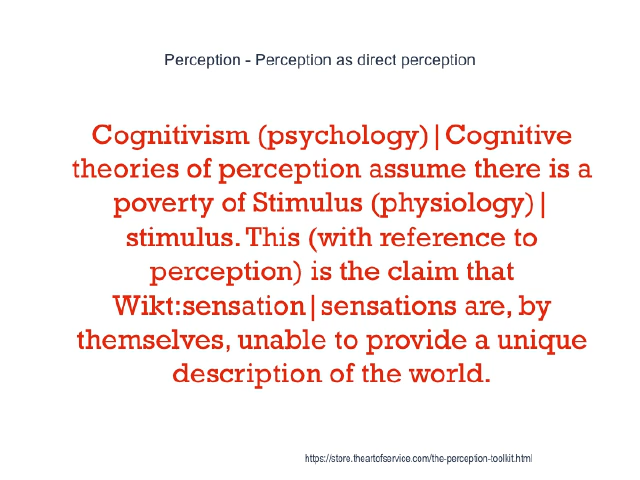 Perception - Perception as direct perception
Cognitivism (psychology)|Cognitive
theories of perception assume there is a
poverty of Stimulus (physiology)|
stimulus. This (with reference to
perception) is the claim that
Wikt:sensation|sensations are, by
themselves, unable to provide a unique
description of the world.
https://store.theartofservice.com/the-perception-toolkit.html